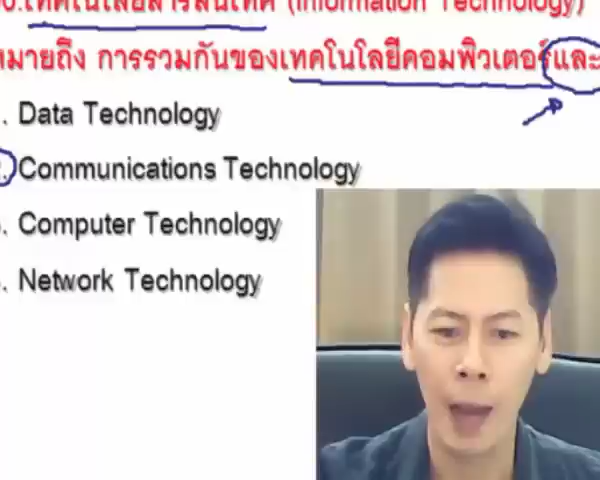 .เทคโนโลยีสารสนเทศ (Information Technology)
หมายถึง การรวมกันของเทคโนโลยีคอมพิวเตอร์และ
. Data Technology
. Communications Technology
. Computer Technology
. Network Technology